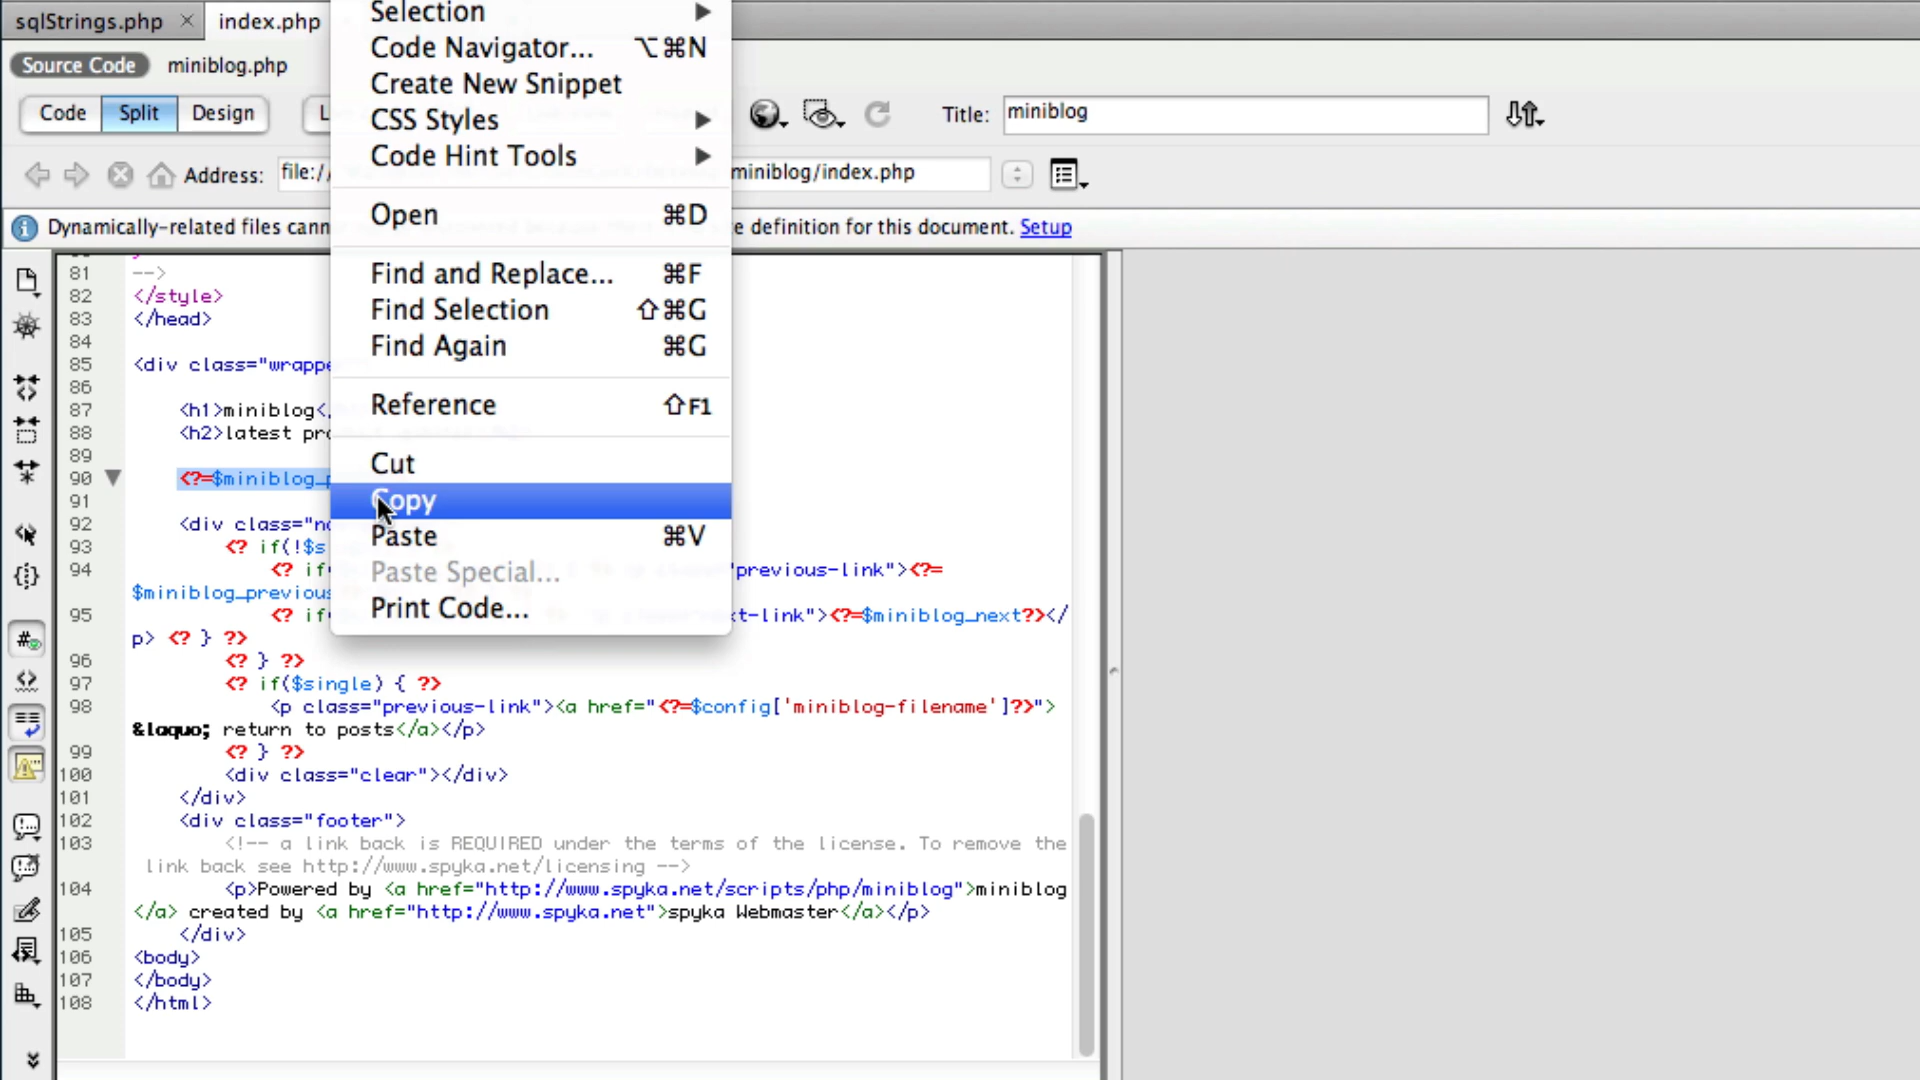 sqlStrings.php × index.php
Selection ▶
Code Navigator... ⌥⌘N
Source Code miniblog.php
Create New Snippet
Code Split Design
CSS Styles ▶
Title: miniblog
Code Hint Tools ▶
Address: file:/ miniblog/index.php
Open ⌘D
Dynamically-related files cann e definition for this document. Setup
Find and Replace... ⌘F
Find Selection ⇧⌘G
Find Again ⌘G
Reference ⇧F1
Cut
Copy
Paste ⌘V
Paste Special...
Print Code...
81 -->
82 </style>
83 </head>
84
85 <div class="wrappe
86
87 <h1>miniblog<
88 <h2>latest
89
90 <?=$miniblog_p
91
92 <div class="
93 <? if(!$s
94 <? if previous-link"><?=
$miniblog_previous
95 <? if t-link"><?=$miniblog_next?></
p> <? } ?>
96 <? } ?>
97 <? if($single) { ?>
98 <p class="previous-link"><a href="<?=$config['miniblog-filename']?>">
&laquo; return to posts</a></p>
99 <? } ?>
100 <div class="clear"></div>
101 </div>
102 <div class="footer">
103 <!-- a link back is REQUIRED under the terms of the license. To remove the
link back see http://www.spyka.net/licensing -->
104 <p>Powered by <a href="http://www.spyka.net/scripts/php/miniblog">miniblog
</a> created by <a href="http://www.spyka.net">spyka Webmaster</a></p>
105 </div>
106 <body>
107 </body>
108 </html>